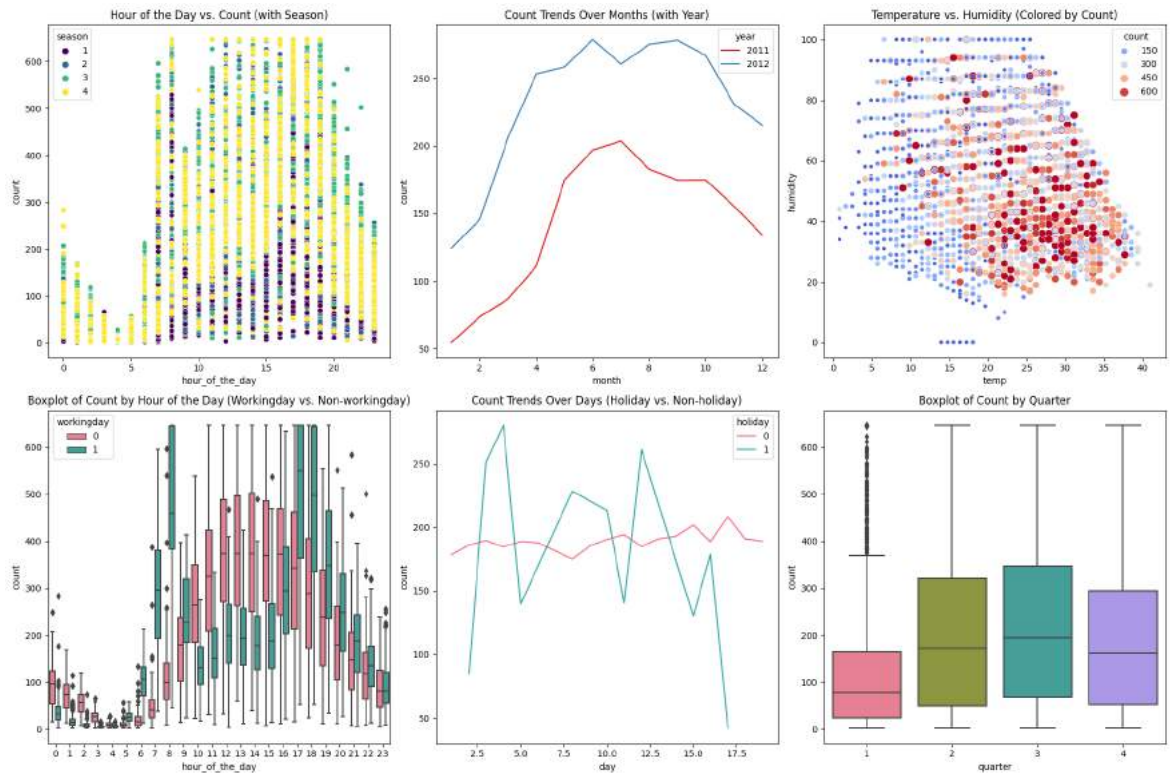 Hour of the Day vs. Count (with Season)
season
1
2
3
4
count
600
500
400
300
200
100
0
0 5 10 15 20
hour_of_the_day
Count Trends Over Months (with Year)
year
2011
2012
count
250
200
150
100
50
2 4 6 8 10 12
month
Temperature vs. Humidity (Colored by Count)
count
150
300
450
600
humidity
100
80
60
40
20
0
0 5 10 15 20 25 30 35 40
temp
Boxplot of Count by Hour of the Day (Workingday vs. Non-workingday)
workingday
0
1
count
600
500
400
300
200
100
0
0 1 2 3 4 5 6 7 8 9 10 11 12 13 14 15 16 17 18 19 20 21 22 23
hour_of_the_day
Count Trends Over Days (Holiday vs. Non-holiday)
holiday
0
1
count
250
200
150
100
50
2.5 5.0 7.5 10.0 12.5 15.0 17.5
day
Boxplot of Count by Quarter
count
600
500
400
300
200
100
0
1 2 3 4
quarter